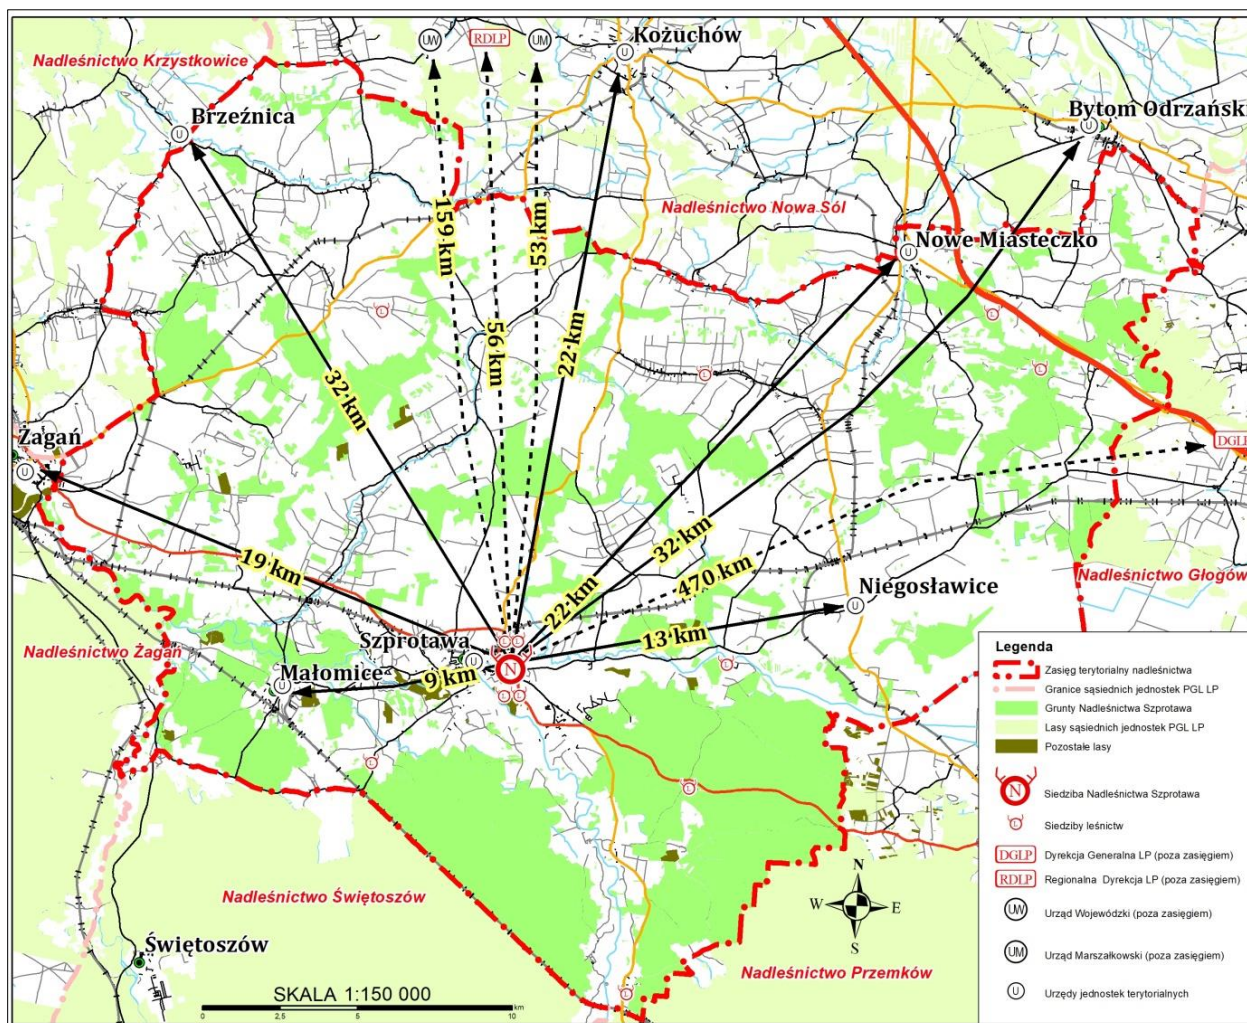 UW
RDLP
UM
Kożuchów
U
Nadleśnictwo Krzystkowice
Brzeźnica
U
Bytom Odrzański
U
159 km
53 km
Nadleśnictwo Nowa Sól
Nowe Miasteczko
U
56 km
22 km
32 km
Żagań
U
DGLP
19 km
32 km
470 km
22 km
Nadleśnictwo Głogów
Niegosławice
U
13 km
Szprotawa
U
N
Nadleśnictwo Żagań
Małomice
U
9 km
Nadleśnictwo Świętoszów
Świętoszów
Nadleśnictwo Przemków
N
W
E
S
SKALA 1:150 000
0
2,5
5
10
km
Legenda
Zasięg terytorialny nadleśnictwa
Granice sąsiednich jednostek PGL LP
Grunty Nadleśnictwa Szprotawa
Lasy sąsiednich jednostek PGL LP
Pozostałe lasy
N Siedziba Nadleśnictwa Szprotawa
L Siedziby leśnictw
DGLP Dyrekcja Generalna LP (poza zasięgiem)
RDLP Regionalna Dyrekcja LP (poza zasięgiem)
UW Urząd Wojewódzki (poza zasięgiem)
UM Urząd Marszałkowski (poza zasięgiem)
U Urzędy jednostek terytorialnych